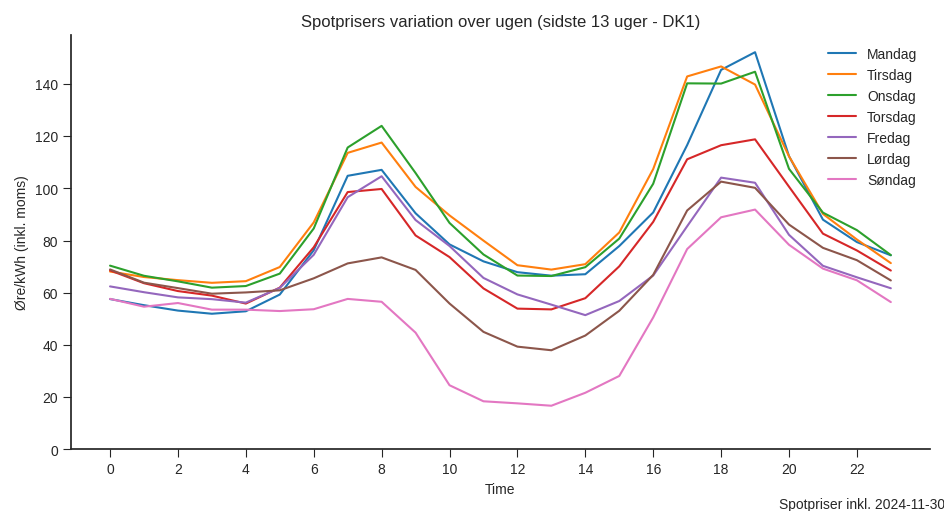 Spotprisers variation over ugen (sidste 13 uger - DK1)
Mandag
Tirsdag
Onsdag
Torsdag
Fredag
Lørdag
Søndag
Øre/kWh (inkl. moms)
140
120
100
80
60
40
20
0
0 2 4 6 8 10 12 14 16 18 20 22
Time
Spotpriser inkl. 2024-11-30